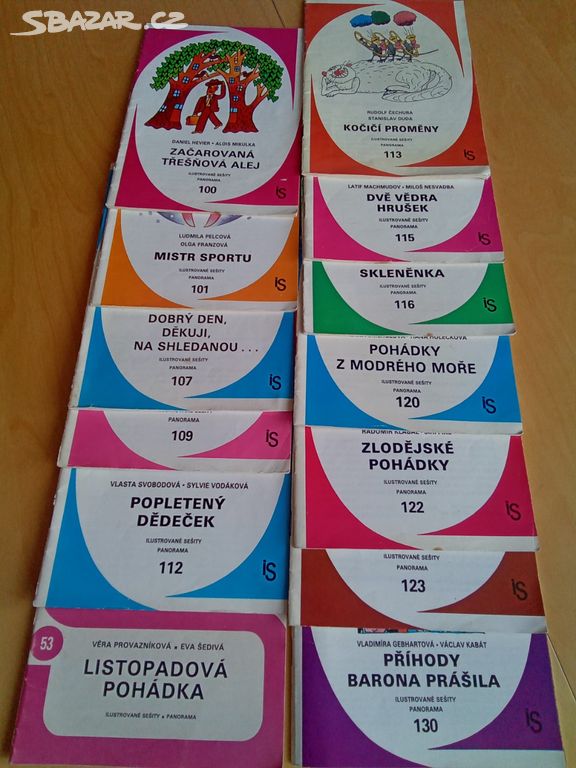 SBAZAR.CZ
DANIEL HEVIER • ALOIS MIKULKA
ZAČAROVANÁ
TŘEŠŇOVÁ ALEJ
ILUSTROVANÉ SEŠITY
PANORAMA
100
iS
LUDMILA PELCOVÁ
OLGA FRANZOVÁ
MISTR SPORTU
ILUSTROVANÉ SEŠITY
PANORAMA
101
iS
DOBRÝ DEN,
DĚKUJI,
NA SHLEDANOU...
ILUSTROVANÉ SEŠITY
PANORAMA
107
iS
PANORAMA
109
iS
VLASTA SVOBODOVÁ • SYLVIE VODÁKOVÁ
POPLETENÝ
DĚDEČEK
ILUSTROVANÉ SEŠITY
PANORAMA
112
iS
53
VĚRA PROVAZNÍKOVÁ ▪ EVA ŠEDIVÁ
LISTOPADOVÁ
POHÁDKA
ILUSTROVANÉ SEŠITY ▪ PANORAMA
RUDOLF ČECHURA
STANISLAV DUDA
KOČIČÍ PROMĚNY
ILUSTROVANÉ SEŠITY
PANORAMA
113
iS
LATIF MACHMUDOV • MILOŠ NESVADBA
DVĚ VĚDRA
HRUŠEK
ILUSTROVANÉ SEŠITY
PANORAMA
115
iS
SKLENĚNKA
ILUSTROVANÉ SEŠITY
PANORAMA
116
iS
POHÁDKY
Z MODRÉHO MOŘE
ILUSTROVANÉ SEŠITY
PANORAMA
120
iS
ZLODĚJSKÉ
POHÁDKY
ILUSTROVANÉ SEŠITY
PANORAMA
122
iS
ILUSTROVANÉ SEŠITY
PANORAMA
123
iS
VLADIMÍRA GEBHARTOVÁ • VÁCLAV KABÁT
PŘÍHODY
BARONA PRÁŠILA
ILUSTROVANÉ SEŠITY
PANORAMA
130
iS